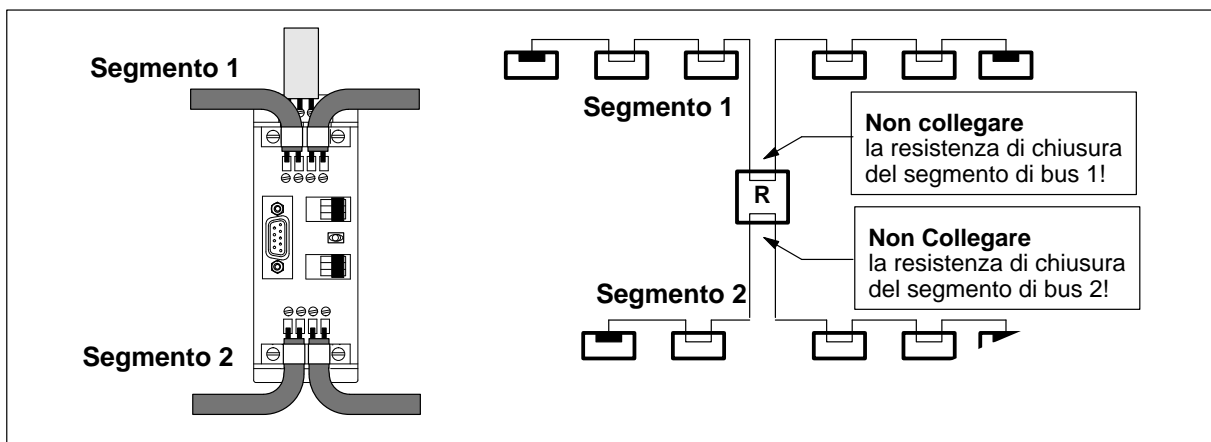 Segmento 1
Segmento 2
Segmento 1
Non collegare
la resistenza di chiusura
del segmento di bus 1!
R
Non Collegare
la resistenza di chiusura
del segmento di bus 2!
Segmento 2